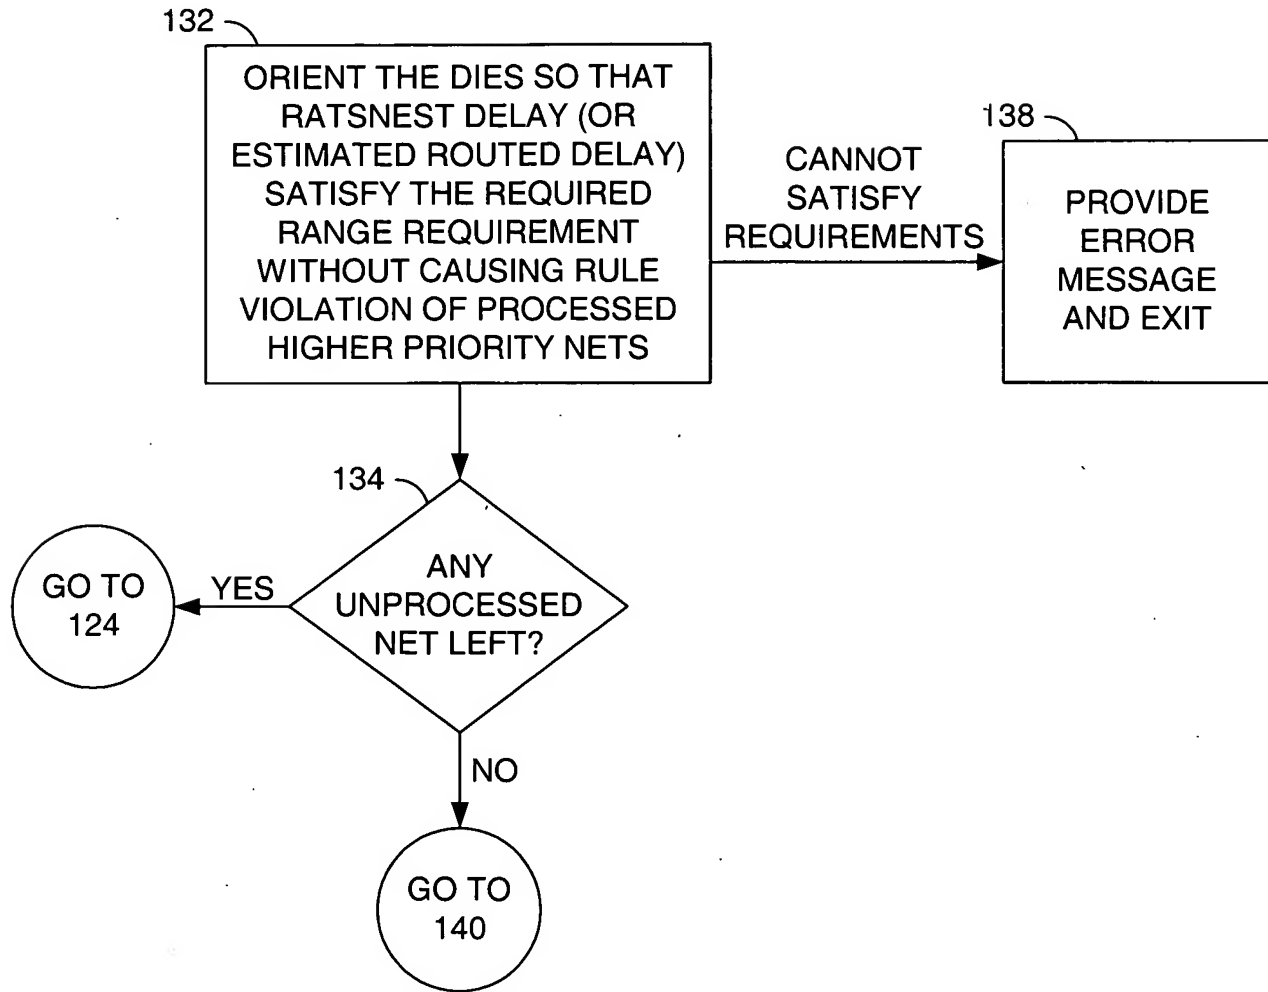 132
ORIENT THE DIES SO THAT
RATSNEST DELAY (OR
ESTIMATED ROUTED DELAY)
SATISFY THE REQUIRED
RANGE REQUIREMENT
WITHOUT CAUSING RULE
VIOLATION OF PROCESSED
HIGHER PRIORITY NETS
CANNOT
SATISFY
REQUIREMENTS
138
PROVIDE
ERROR
MESSAGE
AND EXIT
134
ANY
UNPROCESSED
NET LEFT?
YES
GO TO
124
NO
GO TO
140